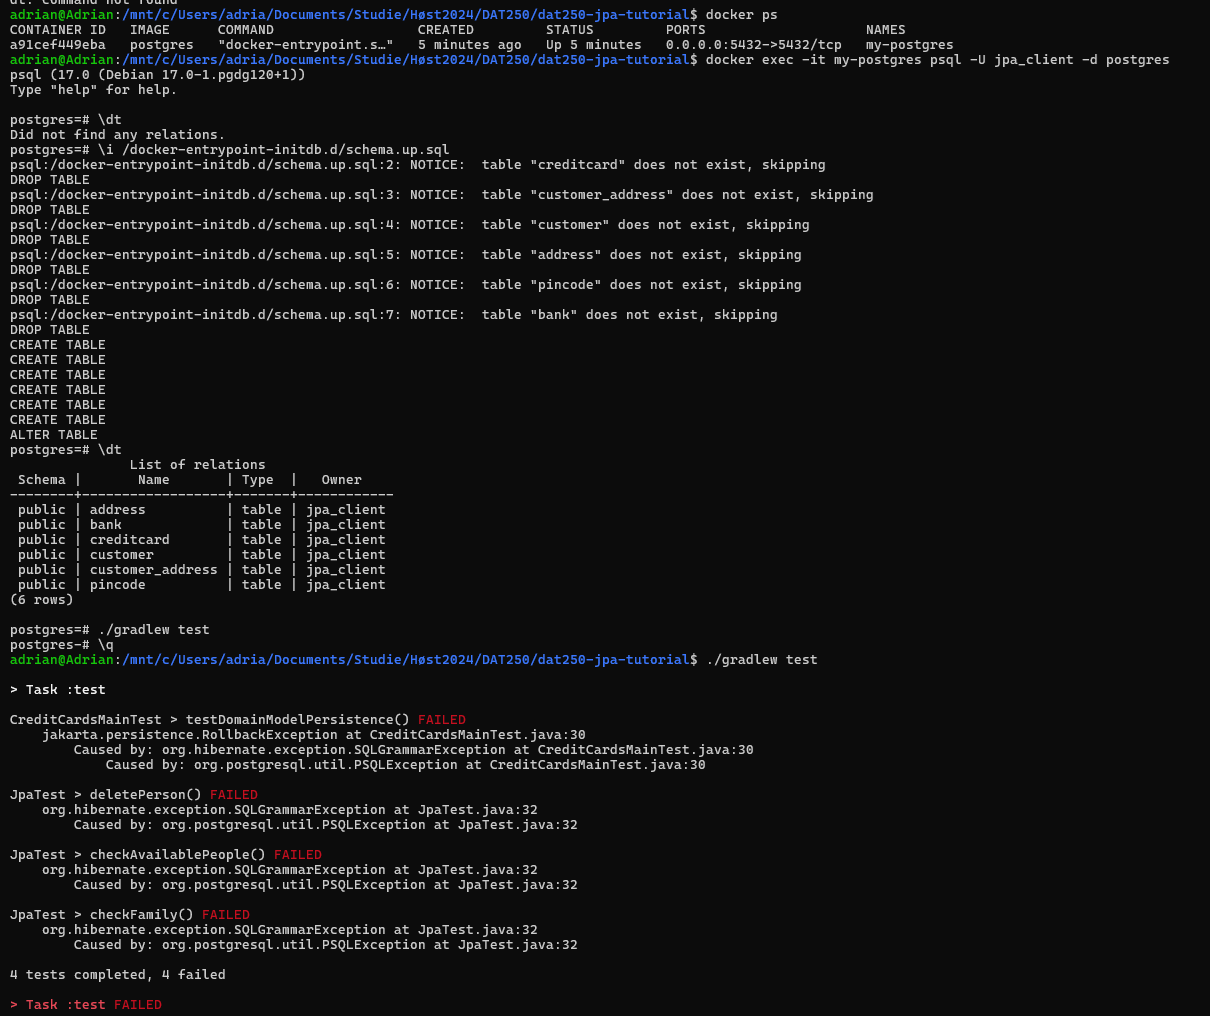 dt: command not found
adrian@Adrian:/mnt/c/Users/adria/Documents/Studie/Høst2024/DAT250/dat250-jpa-tutorial$ docker ps
CONTAINER ID   IMAGE      COMMAND                  CREATED         STATUS         PORTS                    NAMES
a91cef449eba   postgres   "docker-entrypoint.s…"   5 minutes ago   Up 5 minutes   0.0.0.0:5432->5432/tcp   my-postgres
adrian@Adrian:/mnt/c/Users/adria/Documents/Studie/Høst2024/DAT250/dat250-jpa-tutorial$ docker exec -it my-postgres psql -U jpa_client -d postgres
psql (17.0 (Debian 17.0-1.pgdg120+1))
Type "help" for help.

postgres=# \dt
Did not find any relations.
postgres=# \i /docker-entrypoint-initdb.d/schema.up.sql
psql:/docker-entrypoint-initdb.d/schema.up.sql:2: NOTICE:  table "creditcard" does not exist, skipping
DROP TABLE
psql:/docker-entrypoint-initdb.d/schema.up.sql:3: NOTICE:  table "customer_address" does not exist, skipping
DROP TABLE
psql:/docker-entrypoint-initdb.d/schema.up.sql:4: NOTICE:  table "customer" does not exist, skipping
DROP TABLE
psql:/docker-entrypoint-initdb.d/schema.up.sql:5: NOTICE:  table "address" does not exist, skipping
DROP TABLE
psql:/docker-entrypoint-initdb.d/schema.up.sql:6: NOTICE:  table "pincode" does not exist, skipping
DROP TABLE
psql:/docker-entrypoint-initdb.d/schema.up.sql:7: NOTICE:  table "bank" does not exist, skipping
DROP TABLE
CREATE TABLE
CREATE TABLE
CREATE TABLE
CREATE TABLE
CREATE TABLE
CREATE TABLE
ALTER TABLE
postgres=# \dt
               List of relations
 Schema |       Name       | Type  |   Owner
--------+------------------+-------+------------
 public | address          | table | jpa_client
 public | bank             | table | jpa_client
 public | creditcard       | table | jpa_client
 public | customer         | table | jpa_client
 public | customer_address | table | jpa_client
 public | pincode          | table | jpa_client
(6 rows)

postgres=# ./gradlew test
postgres-# \q
adrian@Adrian:/mnt/c/Users/adria/Documents/Studie/Høst2024/DAT250/dat250-jpa-tutorial$ ./gradlew test

> Task :test

CreditCardsMainTest > testDomainModelPersistence() FAILED
    jakarta.persistence.RollbackException at CreditCardsMainTest.java:30
        Caused by: org.hibernate.exception.SQLGrammarException at CreditCardsMainTest.java:30
            Caused by: org.postgresql.util.PSQLException at CreditCardsMainTest.java:30

JpaTest > deletePerson() FAILED
    org.hibernate.exception.SQLGrammarException at JpaTest.java:32
        Caused by: org.postgresql.util.PSQLException at JpaTest.java:32

JpaTest > checkAvailablePeople() FAILED
    org.hibernate.exception.SQLGrammarException at JpaTest.java:32
        Caused by: org.postgresql.util.PSQLException at JpaTest.java:32

JpaTest > checkFamily() FAILED
    org.hibernate.exception.SQLGrammarException at JpaTest.java:32
        Caused by: org.postgresql.util.PSQLException at JpaTest.java:32

4 tests completed, 4 failed

> Task :test FAILED